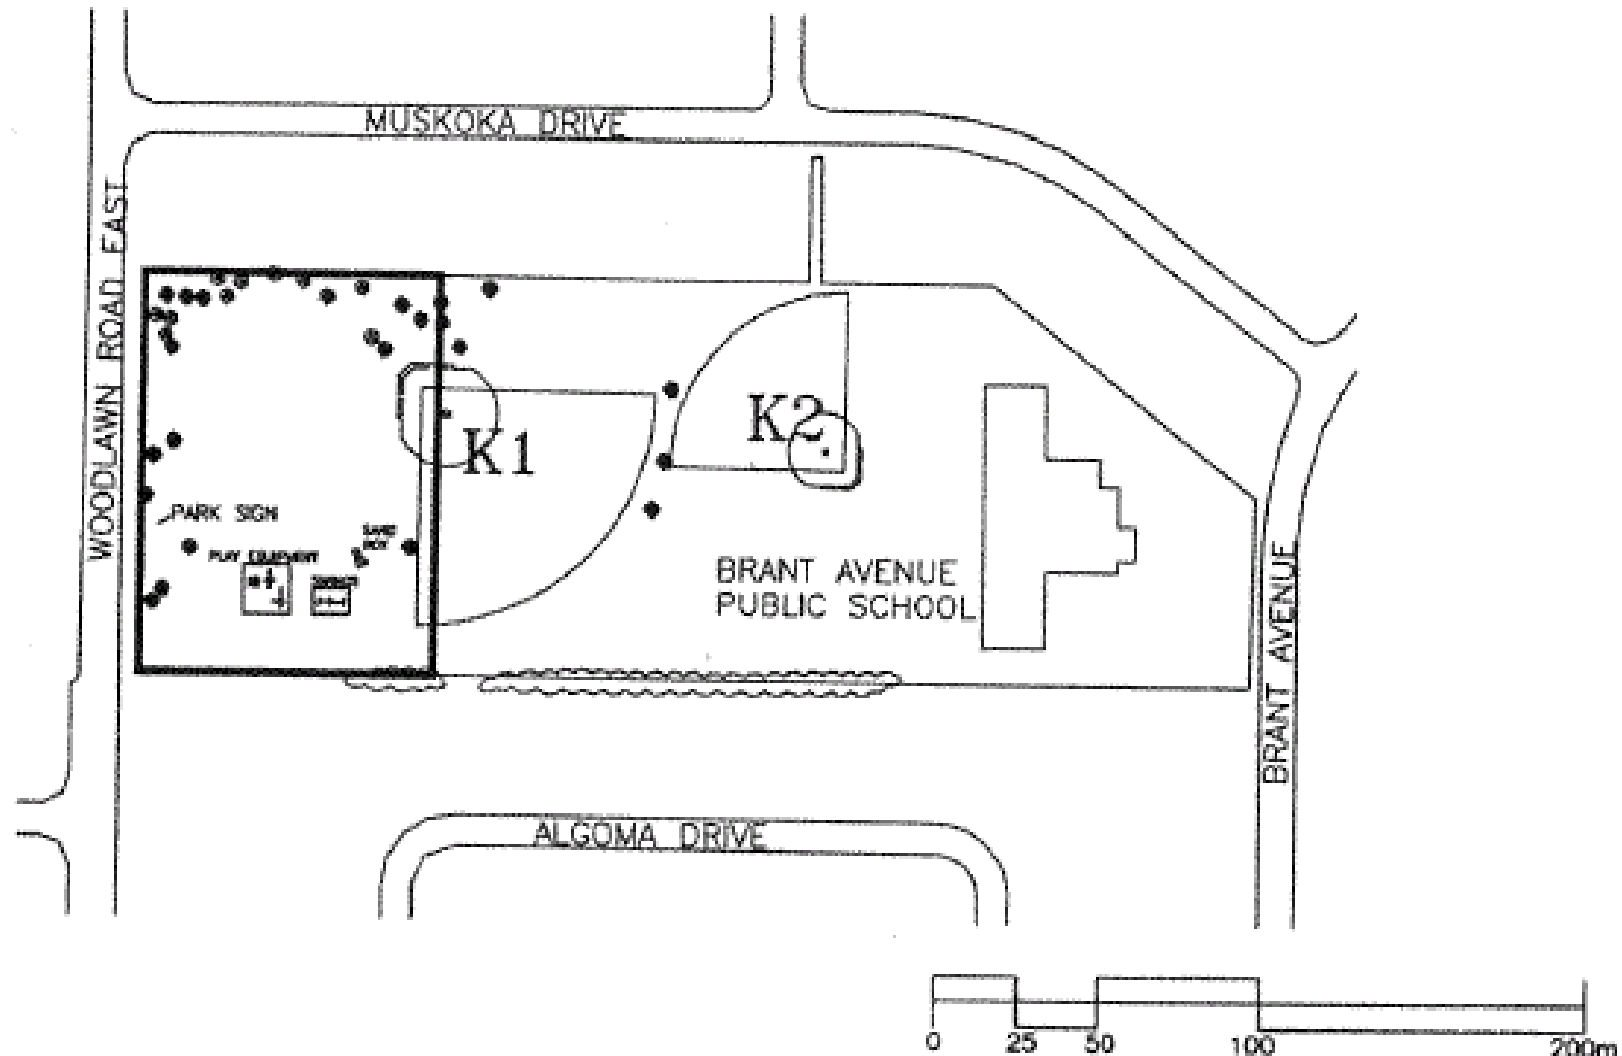 MUSKOKA DRIVE
WOODLAWN ROAD EAST
K1
K2
PARK SIGN
PLAY EQUIPMENT
SAND
BOX
BRANT AVENUE
PUBLIC SCHOOL
BRANT AVENUE
ALGOMA DRIVE
0 25 50 100 200m